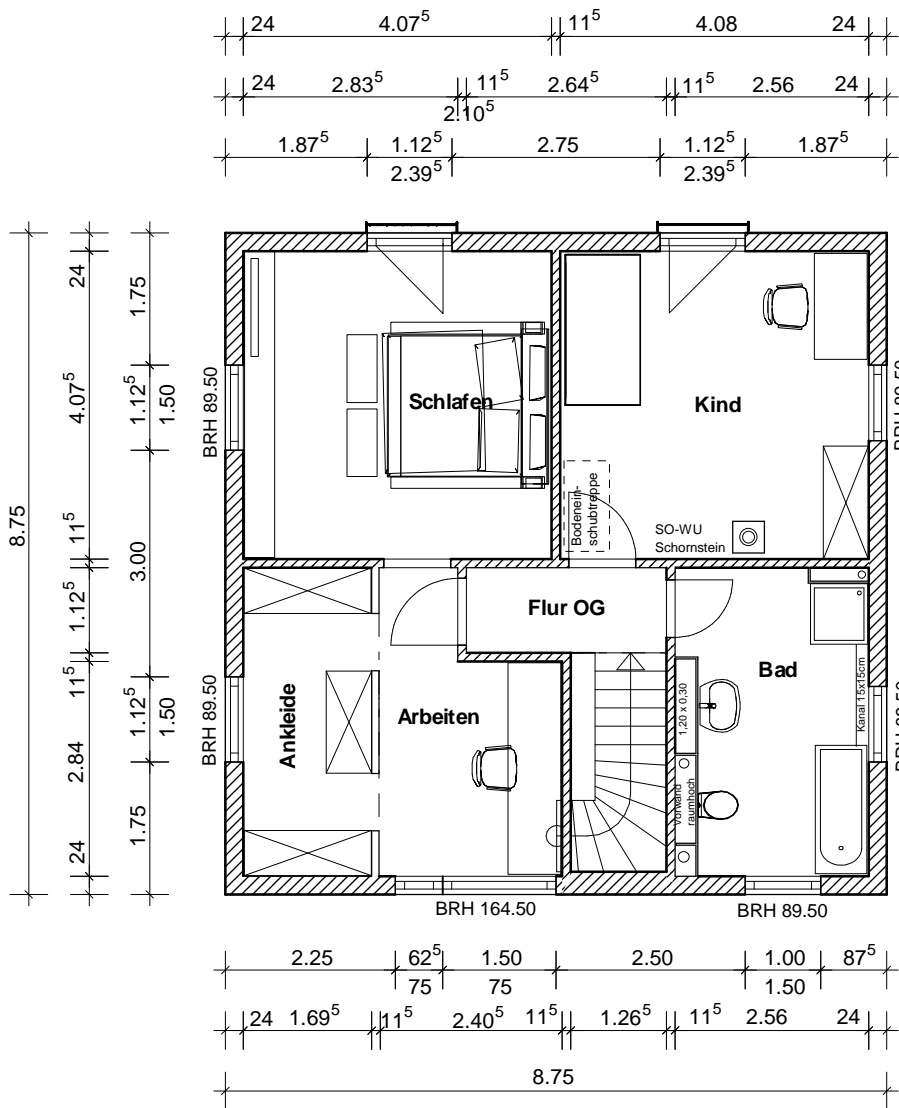 24 4.07⁵ 11⁵ 4.08 24
24 2.83⁵ 11⁵ 2.64⁵ 11⁵ 2.56 24
2.10⁵
1.87⁵ 1.12⁵ 2.75 1.12⁵ 1.87⁵
2.39⁵ 2.39⁵
8.75
24
4.07⁵
11⁵
1.12⁵
11⁵
2.84
24
1.75
1.12⁵
1.50
3.00
1.12⁵
1.50
1.75
BRH 89.50
BRH 89.50
Schlafen
Kind
Bodenein-
schubtreppe
SO-WU
Schornstein
Flur OG
Bad
Ankleide
Arbeiten
1,20 x 0,30
Vorwand
raumhoch
Kanal 15x15cm
BRH 164.50
BRH 89.50
2.25 62⁵ 1.50 2.50 1.00 87⁵
75 75 1.50
24 1.69⁵ 11⁵ 2.40⁵ 11⁵ 1.26⁵ 11⁵ 2.56 24
8.75